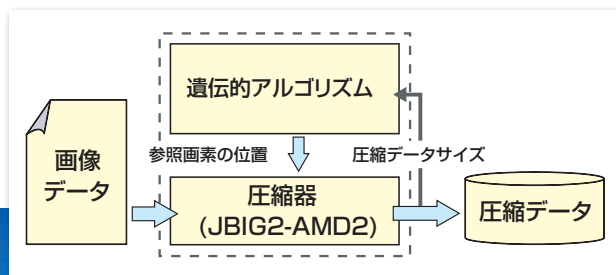 遺伝的アルゴリズム
参照画素の位置
圧縮データサイズ
画像
データ
圧縮器
(JBIG2-AMD2)
圧縮データ